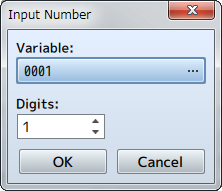 Input Number
Variable:
0001 ...
Digits:
1
OK Cancel